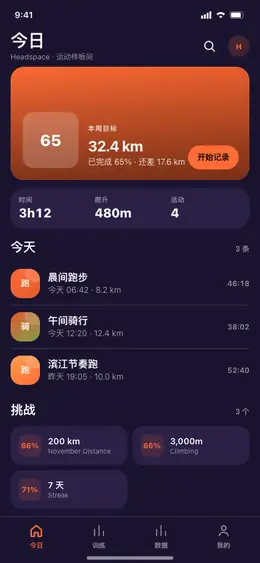 9:41
今日
Headspace · 运动样板间
H
65
本周目标
32.4 km
已完成 65% · 还差 17.6 km
开始记录
时间
爬升
活动
3h12
480m
4
今天
3 条
跑
晨间跑步
今天 06:42 · 8.2 km
46:18
骑
午间骑行
今天 12:20 · 12.4 km
38:02
跑
滨江节奏跑
昨天 19:05 · 10.0 km
52:40
挑战
3 个
66%
200 km
November Distance
66%
3,000m
Climbing
71%
7 天
Streak
今日
训练
数据
我的